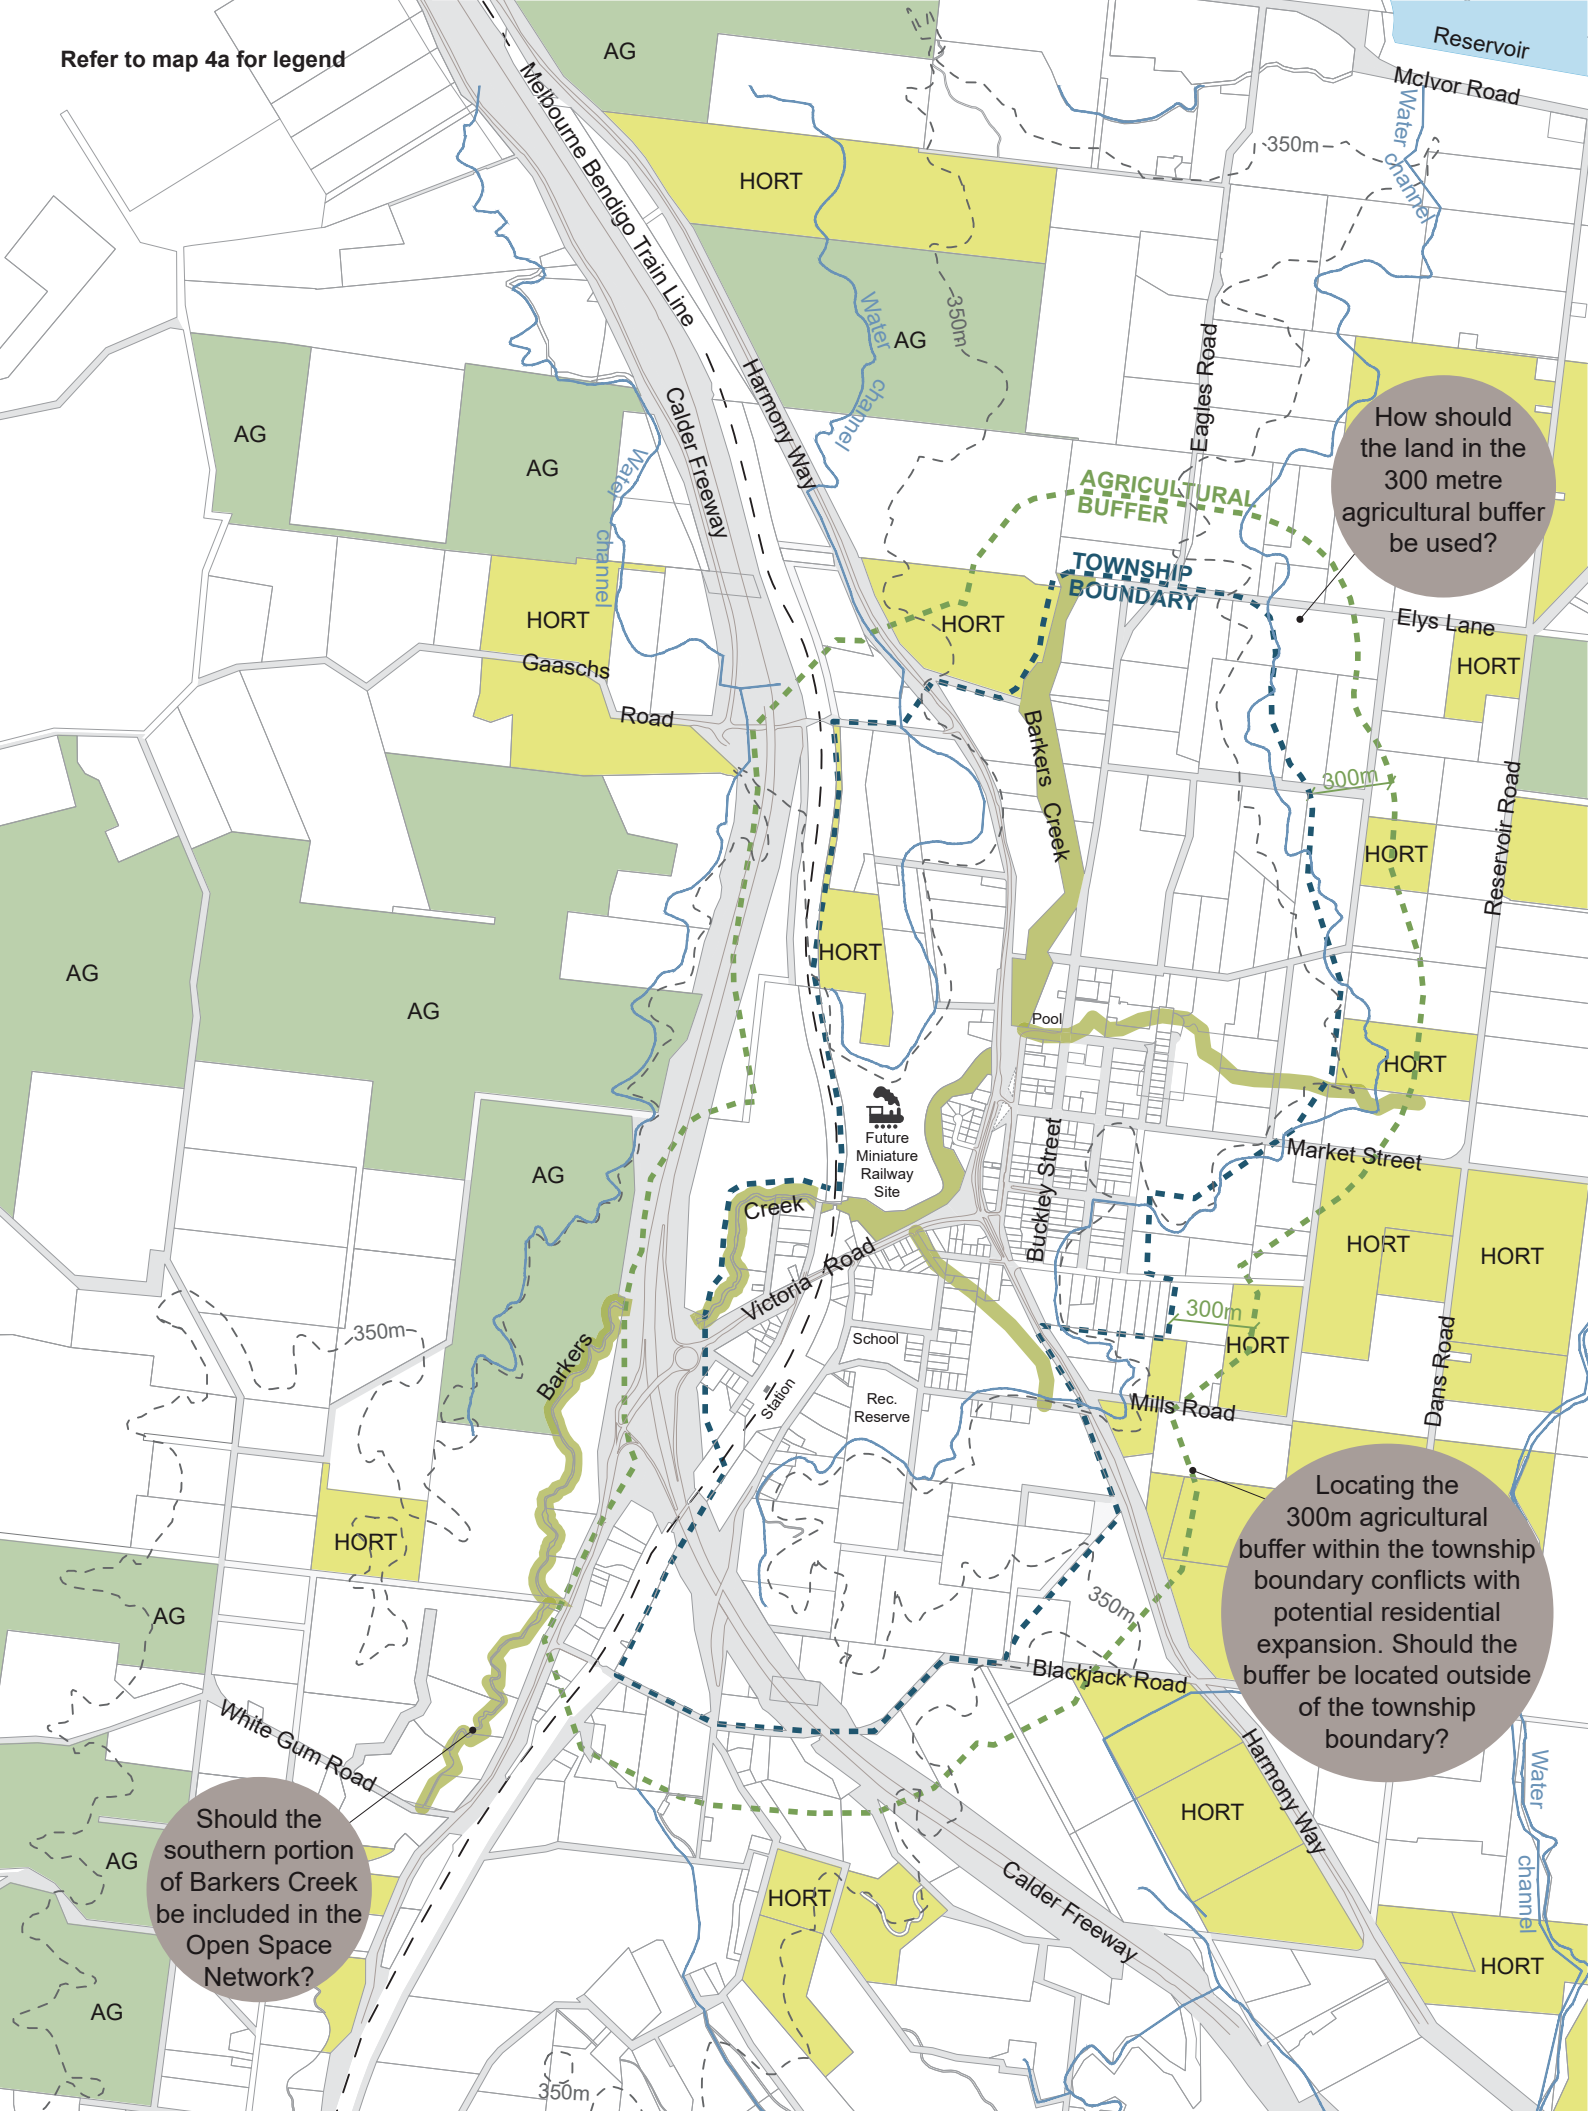 Refer to map 4a for legend
AG
Reservoir
McIvor Road
Water channel
350m
Melbourne Bendigo Train Line
HORT
Water channel
350m
AG
Harmony Way
Calder Freeway
Eagles Road
AG
AG
Water channel
How should
the land in the
300 metre
agricultural buffer
be used?
AGRICULTURAL
BUFFER
TOWNSHIP
BOUNDARY
HORT
HORT
Elys Lane
HORT
Gaaschs
Road
Barkers Creek
300m
Reservoir Road
HORT
HORT
AG
AG
Pool
HORT
Future
Miniature
Railway
Site
Buckley Street
Market Street
AG
Creek
Victoria Road
HORT
HORT
300m
HORT
350m
Barkers
School
Station
Rec.
Reserve
Mills Road
Dans Road
Locating the
300m agricultural
buffer within the township
boundary conflicts with
potential residential
expansion. Should the
buffer be located outside
of the township
boundary?
HORT
AG
350m
Blackjack Road
White Gum Road
Harmony Way
Water channel
Should the
southern portion
of Barkers Creek
be included in the
Open Space
Network?
HORT
AG
HORT
Calder Freeway
HORT
AG
350m